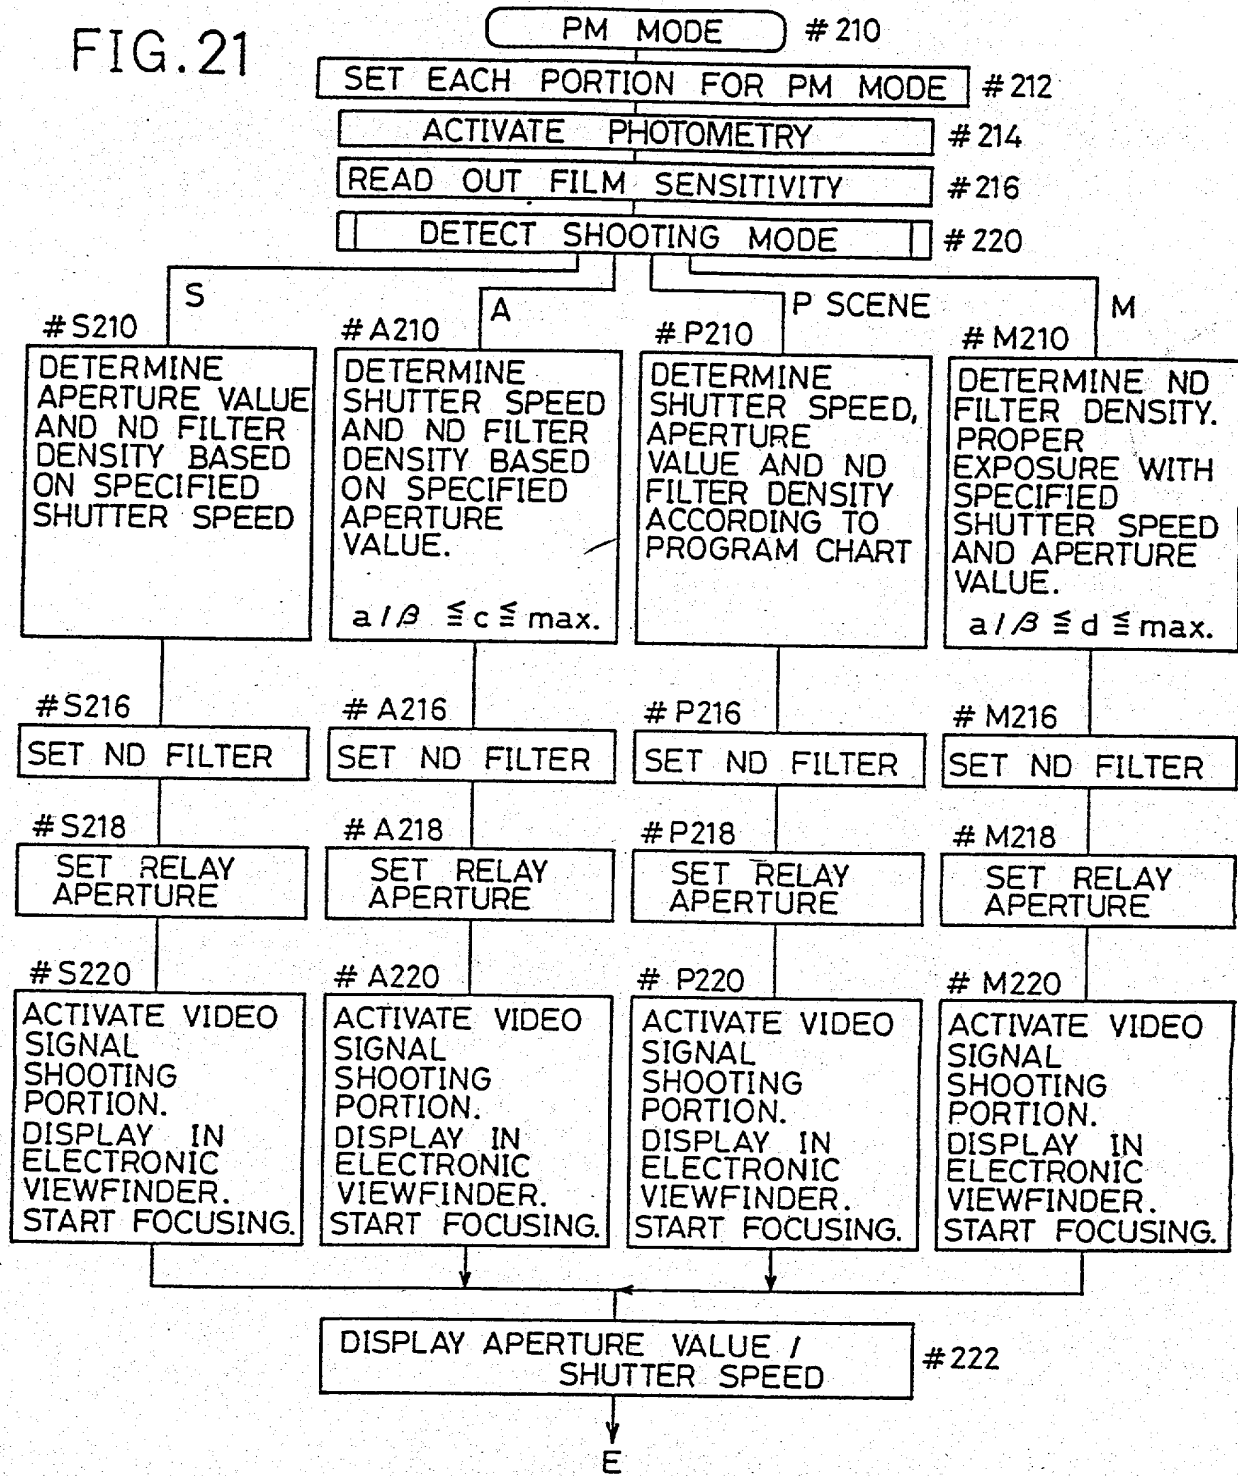 FIG.21
PM MODE #210
SET EACH PORTION FOR PM MODE #212
ACTIVATE PHOTOMETRY #214
READ OUT FILM SENSITIVITY #216
DETECT SHOOTING MODE #220
S
A
P SCENE
M
#S210
DETERMINE
APERTURE VALUE
AND ND FILTER
DENSITY BASED
ON SPECIFIED
SHUTTER SPEED
#A210
DETERMINE
SHUTTER SPEED
AND ND FILTER
DENSITY BASED
ON SPECIFIED
APERTURE
VALUE.
a/β ≦ c ≦ max.
#P210
DETERMINE
SHUTTER SPEED,
APERTURE
VALUE AND ND
FILTER DENSITY
ACCORDING TO
PROGRAM CHART
#M210
DETERMINE ND
FILTER DENSITY.
PROPER
EXPOSURE WITH
SPECIFIED
SHUTTER SPEED
AND APERTURE
VALUE.
a/β ≦ d ≦ max.
#S216
SET ND FILTER
#A216
SET ND FILTER
#P216
SET ND FILTER
#M216
SET ND FILTER
#S218
SET RELAY
APERTURE
#A218
SET RELAY
APERTURE
#P218
SET RELAY
APERTURE
#M218
SET RELAY
APERTURE
#S220
ACTIVATE VIDEO
SIGNAL
SHOOTING
PORTION.
DISPLAY IN
ELECTRONIC
VIEWFINDER.
START FOCUSING.
#A220
ACTIVATE VIDEO
SIGNAL
SHOOTING
PORTION.
DISPLAY IN
ELECTRONIC
VIEWFINDER.
START FOCUSING.
#P220
ACTIVATE VIDEO
SIGNAL
SHOOTING
PORTION.
DISPLAY IN
ELECTRONIC
VIEWFINDER.
START FOCUSING.
#M220
ACTIVATE VIDEO
SIGNAL
SHOOTING
PORTION.
DISPLAY IN
ELECTRONIC
VIEWFINDER.
START FOCUSING.
DISPLAY APERTURE VALUE /
SHUTTER SPEED
#222
E